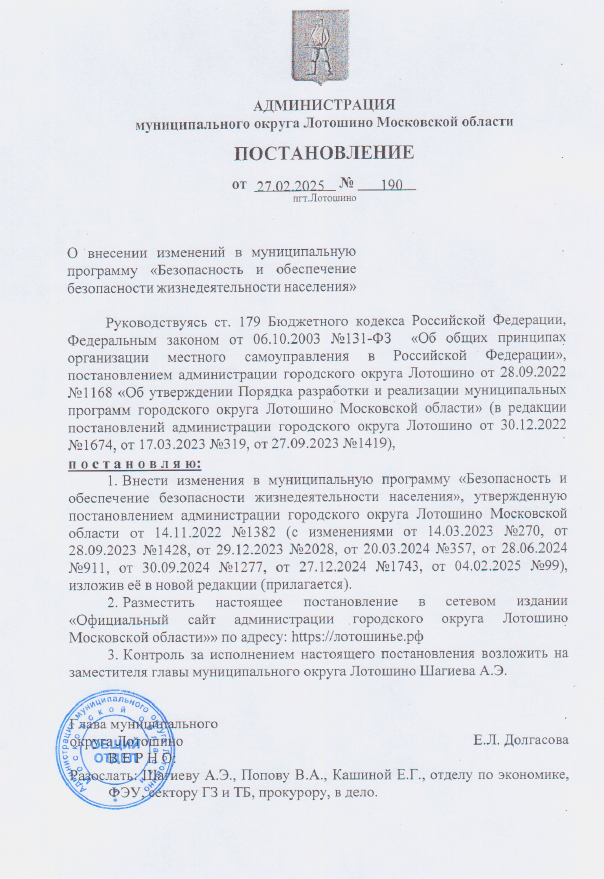 АДМИНИСТРАЦИЯ
муниципального округа Лотошино Московской области
ПОСТАНОВЛЕНИЕ
от 27.02.2025 № 190
пгт.Лотошино
О внесении изменений в муниципальную
программу «Безопасность и обеспечение
безопасности жизнедеятельности населения»
Руководствуясь ст. 179 Бюджетного кодекса Российской Федерации,
Федеральным законом от 06.10.2003 №131-ФЗ «Об общих принципах
организации местного самоуправления в Российской Федерации»,
постановлением администрации городского округа Лотошино от 28.09.2022
№1168 «Об утверждении Порядка разработки и реализации муниципальных
программ городского округа Лотошино Московской области» (в редакции
постановлений администрации городского округа Лотошино от 30.12.2022
№1674, от 17.03.2023 №319, от 27.09.2023 №1419),
п о с т а н о в л я ю:
1. Внести изменения в муниципальную программу «Безопасность и
обеспечение безопасности жизнедеятельности населения», утвержденную
постановлением администрации городского округа Лотошино Московской
области от 14.11.2022 №1382 (с изменениями от 14.03.2023 №270, от
28.09.2023 №1428, от 29.12.2023 №2028, от 20.03.2024 №357, от 28.06.2024
№911, от 30.09.2024 №1277, от 27.12.2024 №1743, от 04.02.2025 №99),
изложив её в новой редакции (прилагается).
2. Разместить настоящее постановление в сетевом издании
«Официальный сайт администрации городского округа Лотошино
Московской области»» по адресу: https://лотошинье.рф
3. Контроль за исполнением настоящего постановления возложить на
заместителя главы муниципального округа Лотошино Шагиева А.Э.
Глава муниципального
округа Лотошино Е.Л. Долгасова
ОБЩИЙ
ОТДЕЛ
В Е Р Н О:
Разослать: Шагиеву А.Э., Попову В.А., Кашиной Е.Г., отделу по экономике,
ФЭУ, сектору ГЗ и ТБ, прокурору, в дело.
Администрация муниципального округа Лотошино
Московской области